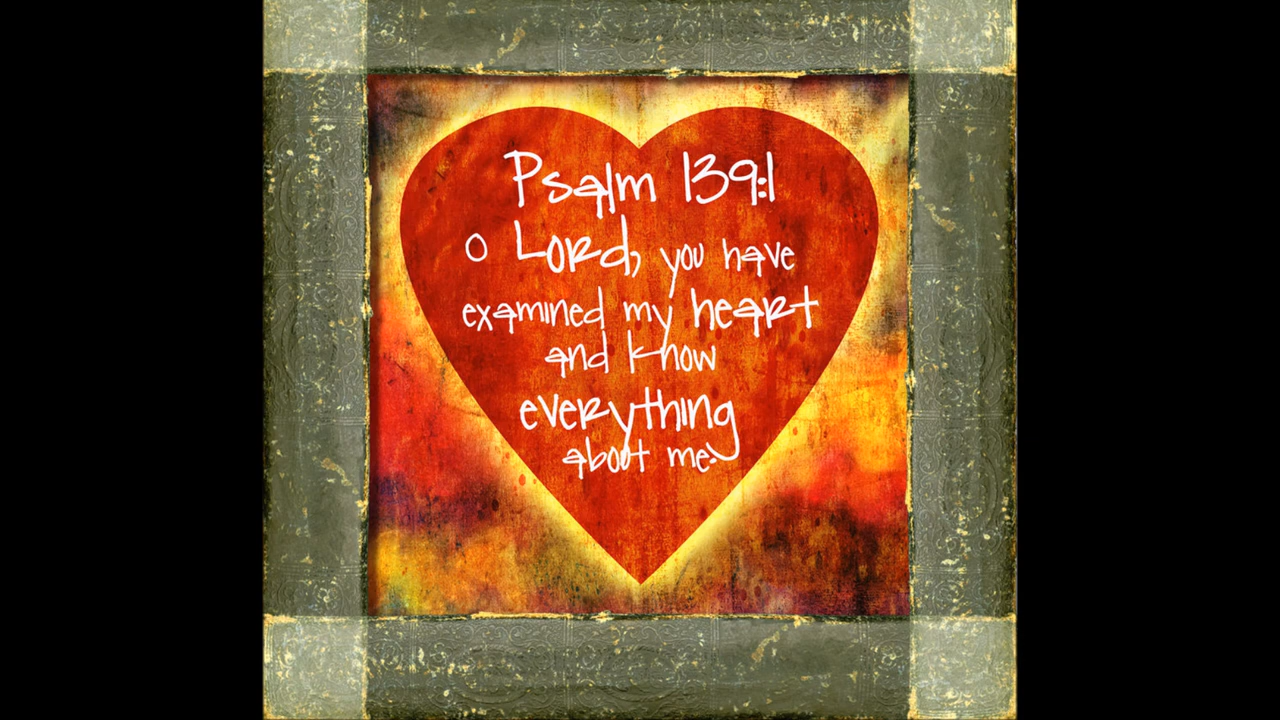 Psalm 139:1
O Lord, you have
examined my heart
and know
everything
about me.